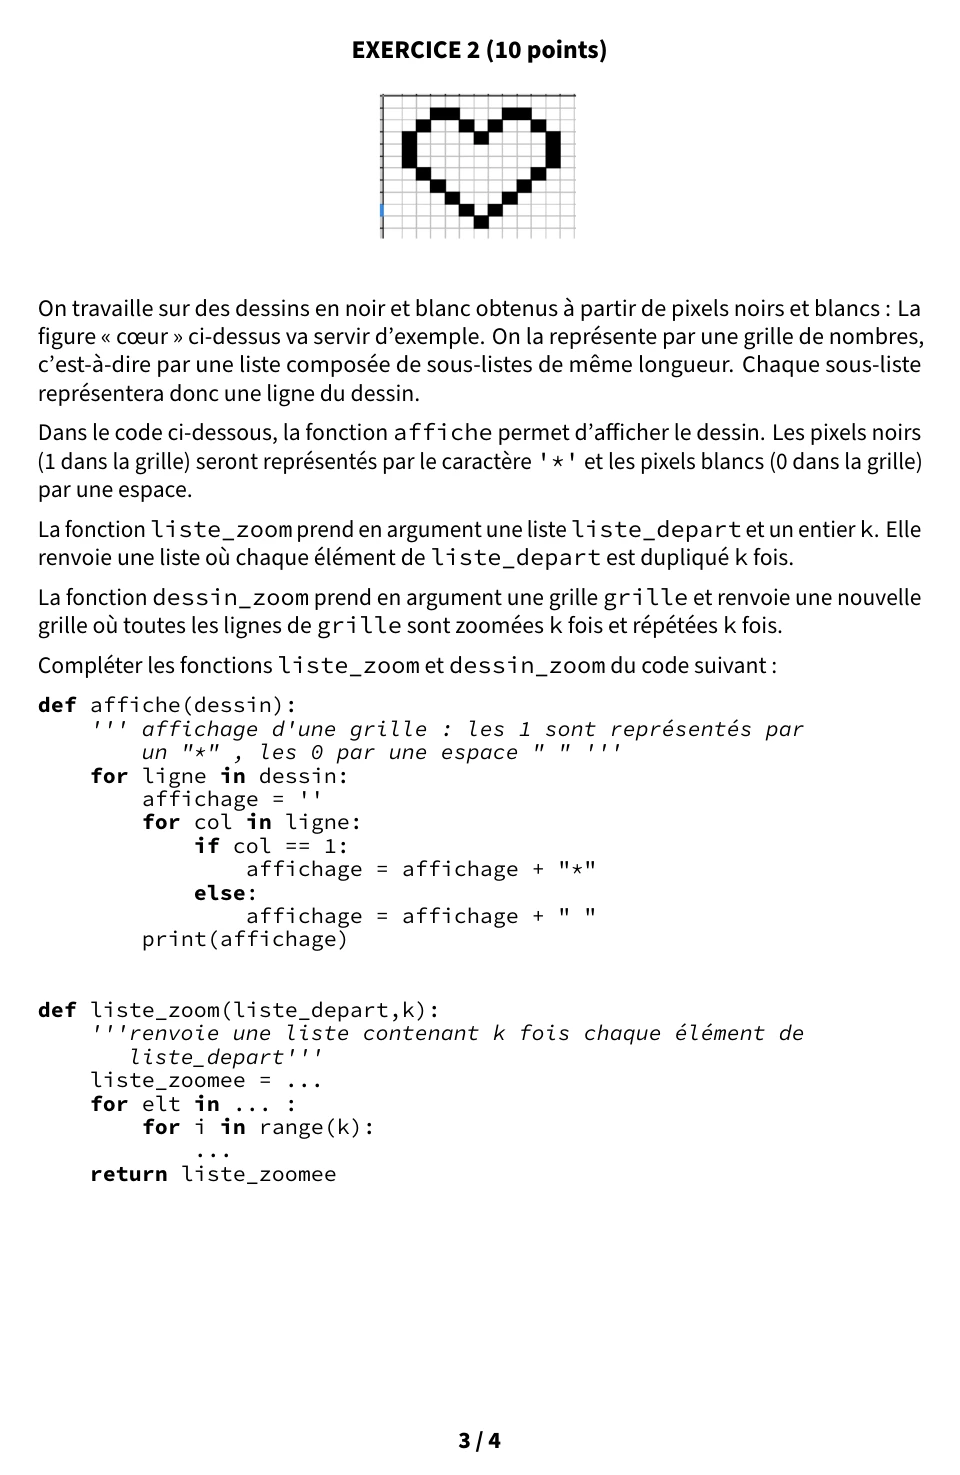 EXERCICE 2 (10 points)
On travaille sur des dessins en noir et blanc obtenus à partir de pixels noirs et blancs : La
figure « cœur » ci-dessus va servir d’exemple. On la représente par une grille de nombres,
c’est-à-dire par une liste composée de sous-listes de même longueur. Chaque sous-liste
représentera donc une ligne du dessin.
Dans le code ci-dessous, la fonction affiche permet d’afficher le dessin. Les pixels noirs
(1 dans la grille) seront représentés par le caractère '*' et les pixels blancs (0 dans la grille)
par une espace.
La fonction liste_zoom prend en argument une liste liste_depart et un entier k. Elle
renvoie une liste où chaque élément de liste_depart est dupliqué k fois.
La fonction dessin_zoom prend en argument une grille grille et renvoie une nouvelle
grille où toutes les lignes de grille sont zoomées k fois et répétées k fois.
Compléter les fonctions liste_zoom et dessin_zoom du code suivant :
def affiche(dessin):
    ''' affichage d'une grille : les 1 sont représentés par
        un "*" , les 0 par une espace " " '''
    for ligne in dessin:
        affichage = ''
        for col in ligne:
            if col == 1:
                affichage = affichage + "*"
            else:
                affichage = affichage + " "
        print(affichage)
def liste_zoom(liste_depart,k):
    '''renvoie une liste contenant k fois chaque élément de
       liste_depart'''
    liste_zoomee = ...
    for elt in ... :
        for i in range(k):
            ...
    return liste_zoomee
3 / 4